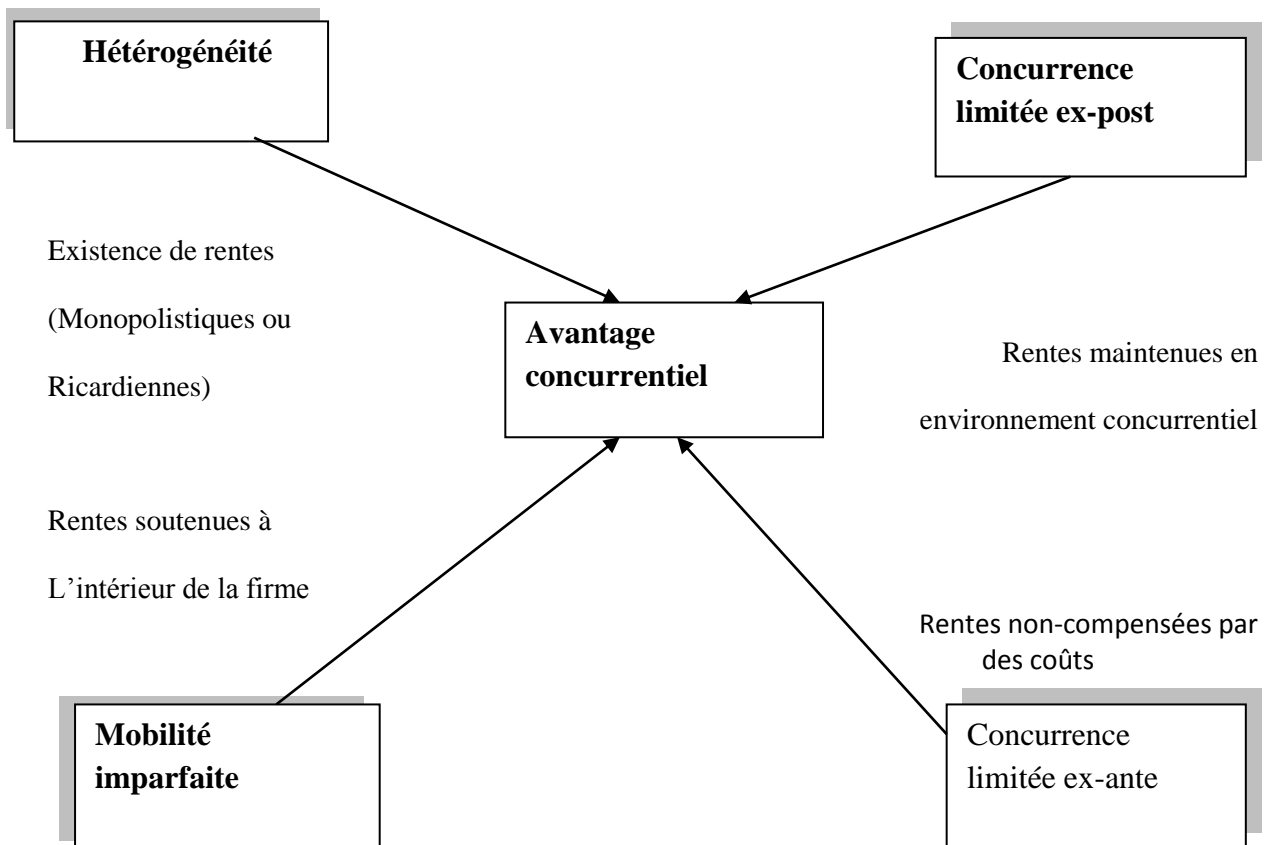 Hétérogénéité
Concurrence
limitée ex-post
Existence de rentes
(Monopolistiques ou
Ricardiennes)
Avantage
concurrentiel
Rentes maintenues en
environnement concurrentiel
Rentes soutenues à
L’intérieur de la firme
Rentes non-compensées par
des coûts
Mobilité
imparfaite
Concurrence
limitée ex-ante